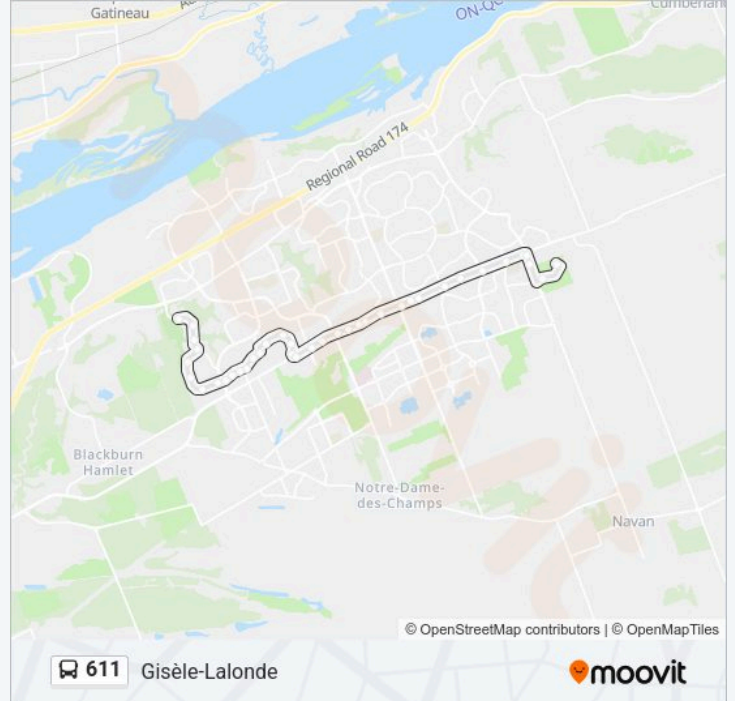 Gatineau
ON-QC
Cumberlan
Regional Road 174
Blackburn
Hamlet
Notre-Dame-
des-Champs
Navan
© OpenStreetMap contributors | © OpenMapTiles
611 Gisèle-Lalonde
moovit